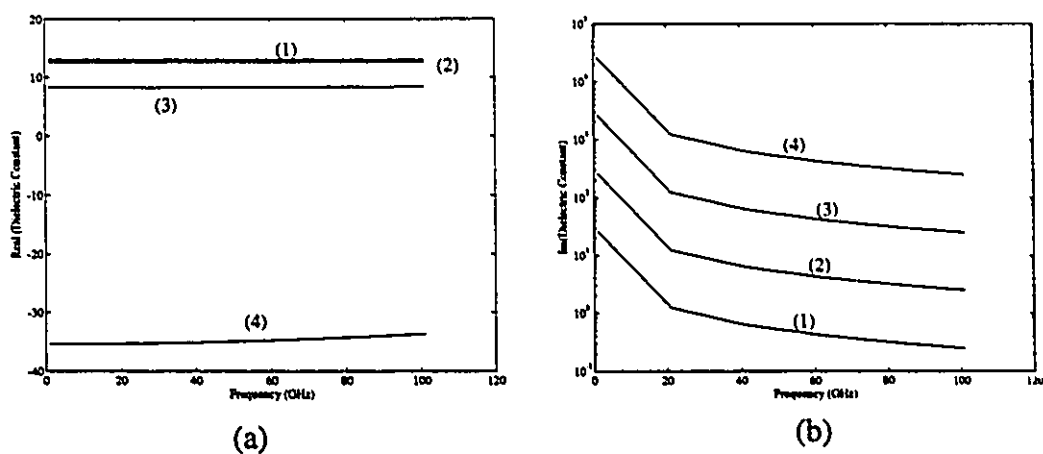 20
10
0
-10
-20
-30
-40
0 20 40 60 80 100 120
Real (Dielectric Constant)
Frequency (GHz)
(1)
(2)
(3)
(4)
(a)
0 20 40 60 80 100
Im(Dielectric Constant)
Frequency (GHz)
(4)
(3)
(2)
(1)
(b)